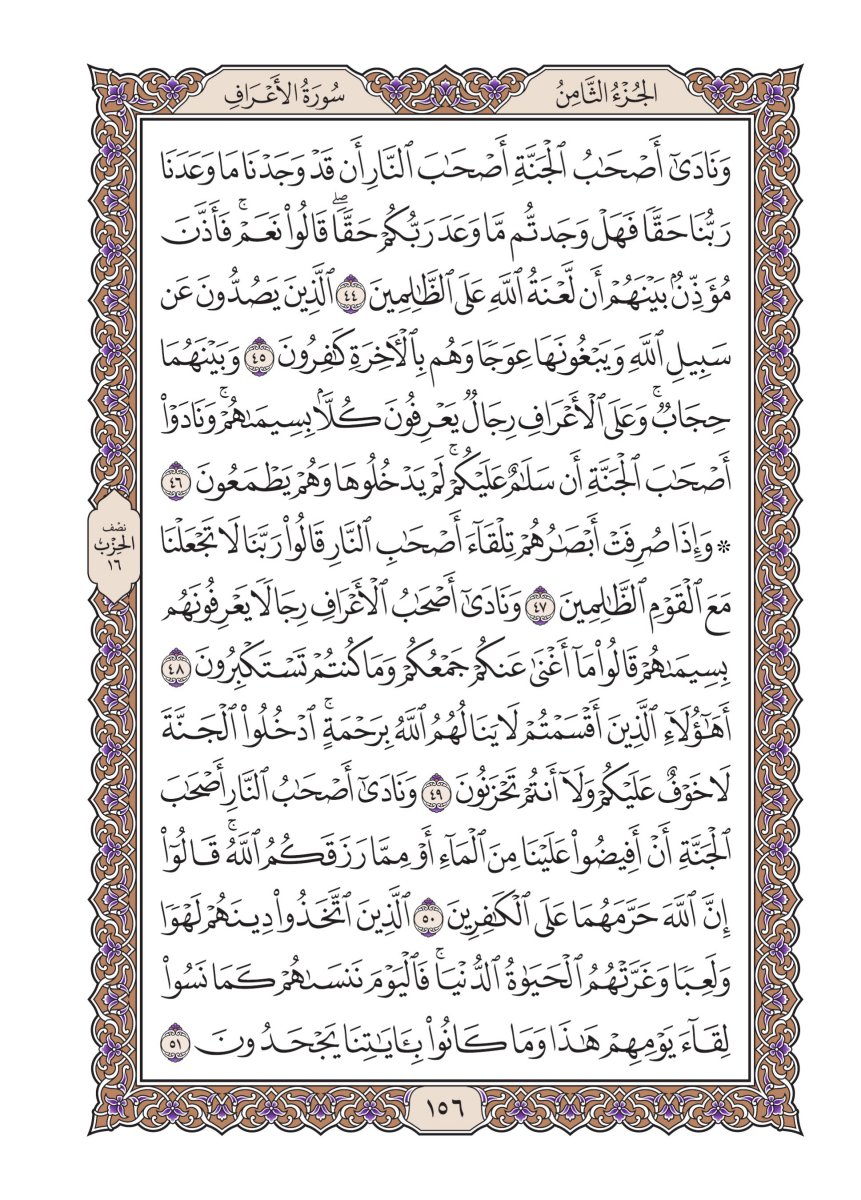 الجُزْءُ الثَّامِنُ
سُورَةُ الأَعْرَافِ
وَنَادَىٰٓ أَصْحَٰبُ ٱلْجَنَّةِ أَصْحَٰبَ ٱلنَّارِ أَن قَدْ وَجَدْنَا مَا وَعَدَنَا
رَبُّنَا حَقًّا فَهَلْ وَجَدتُّم مَّا وَعَدَ رَبُّكُمْ حَقًّاۖ قَالُوا۟ نَعَمْۚ فَأَذَّنَ
مُؤَذِّنٌۢ بَيْنَهُمْ أَن لَّعْنَةُ ٱللَّهِ عَلَى ٱلظَّٰلِمِينَ ٤٤ ٱلَّذِينَ يَصُدُّونَ عَن
سَبِيلِ ٱللَّهِ وَيَبْغُونَهَا عِوَجًا وَهُم بِٱلْأَخِرَةِ كَٰفِرُونَ ٤٥ وَبَيْنَهُمَا
حِجَابٌۚ وَعَلَى ٱلْأَعْرَافِ رِجَالٌ يَعْرِفُونَ كُلًّۢا بِسِيمَىٰهُمْۚ وَنَادَوْا۟
أَصْحَٰبَ ٱلْجَنَّةِ أَن سَلَٰمٌ عَلَيْكُمْۚ لَمْ يَدْخُلُوهَا وَهُمْ يَطْمَعُونَ ٤٦
۞ وَإِذَا صُرِفَتْ أَبْصَٰرُهُمْ تِلْقَآءَ أَصْحَٰبِ ٱلنَّارِ قَالُوا۟ رَبَّنَا لَا تَجْعَلْنَا
نصْف
الحِزْبُ
١٦
مَعَ ٱلْقَوْمِ ٱلظَّٰلِمِينَ ٤٧ وَنَادَىٰٓ أَصْحَٰبُ ٱلْأَعْرَافِ رِجَالًا يَعْرِفُونَهُم
بِسِيمَىٰهُمْ قَالُوا۟ مَآ أَغْنَىٰ عَنكُمْ جَمْعُكُمْ وَمَا كُنتُمْ تَسْتَكْبِرُونَ ٤٨
أَهَٰٓؤُلَآءِ ٱلَّذِينَ أَقْسَمْتُمْ لَا يَنَالُهُمُ ٱللَّهُ بِرَحْمَةٍۚ ٱدْخُلُوا۟ ٱلْجَنَّةَ
لَا خَوْفٌ عَلَيْكُمْ وَلَآ أَنتُمْ تَحْزَنُونَ ٤٩ وَنَادَىٰٓ أَصْحَٰبُ ٱلنَّارِ أَصْحَٰبَ
ٱلْجَنَّةِ أَنْ أَفِيضُوا۟ عَلَيْنَا مِنَ ٱلْمَآءِ أَوْ مِمَّا رَزَقَكُمُ ٱللَّهُۚ قَالُوٓا۟
إِنَّ ٱللَّهَ حَرَّمَهُمَا عَلَى ٱلْكَٰفِرِينَ ٥٠ ٱلَّذِينَ ٱتَّخَذُوا۟ دِينَهُمْ لَهْوًا
وَلَعِبًا وَغَرَّتْهُمُ ٱلْحَيَوٰةُ ٱلدُّنْيَاۚ فَٱلْيَوْمَ نَنسَىٰهُمْ كَمَا نَسُوا۟
لِقَآءَ يَوْمِهِمْ هَٰذَا وَمَا كَانُوا۟ بِـَٔايَٰتِنَا يَجْحَدُونَ ٥١
١٥٦